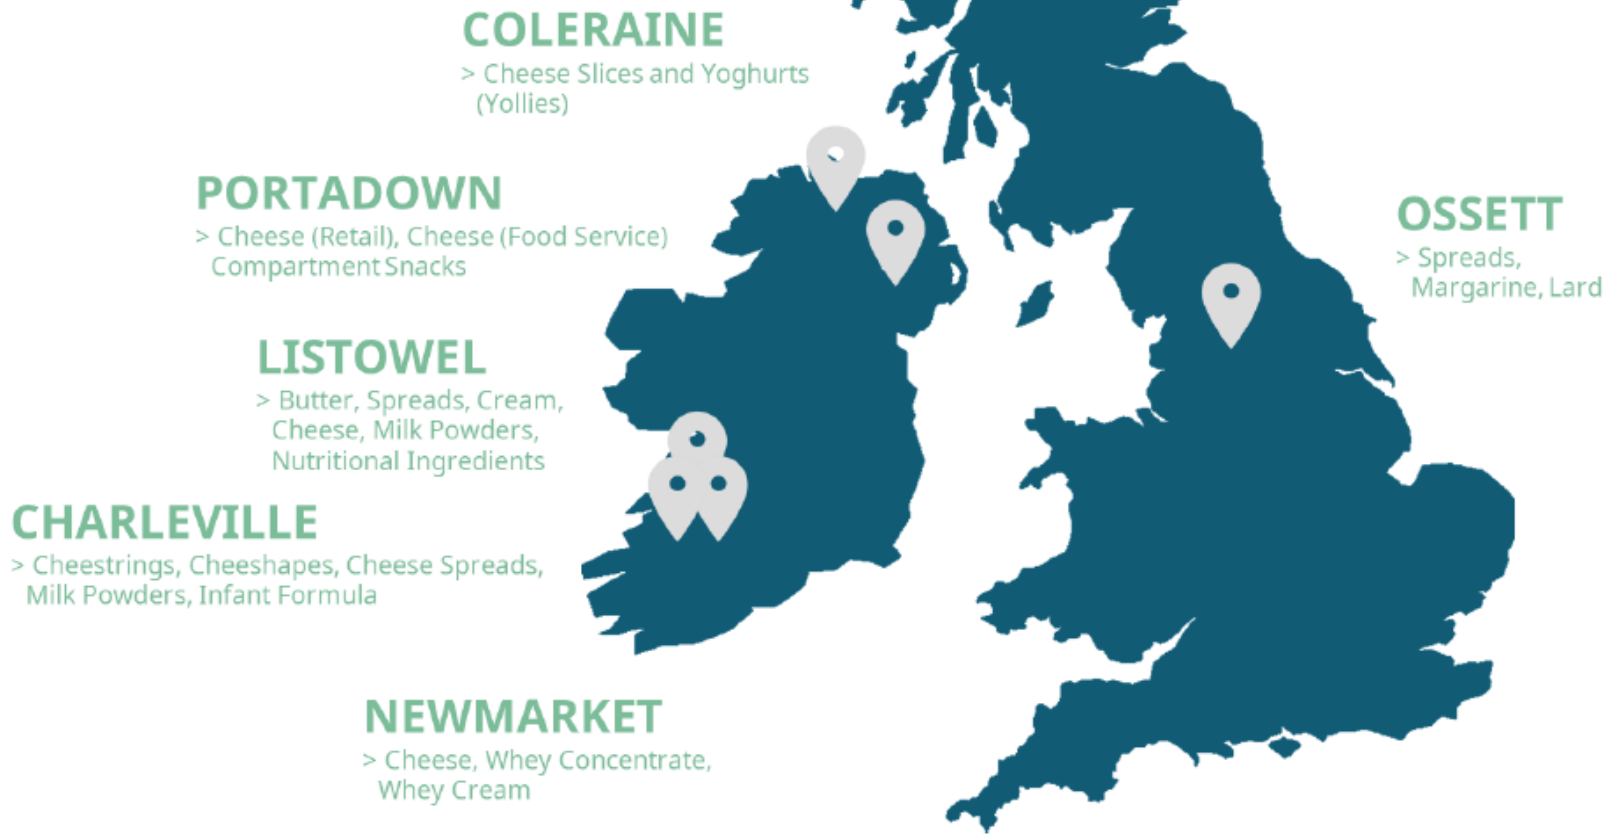 COLERAINE
> Cheese Slices and Yoghurts
(Yollies)
PORTADOWN
> Cheese (Retail), Cheese (Food Service)
Compartment Snacks
OSSETT
> Spreads,
Margarine, Lard
LISTOWEL
> Butter, Spreads, Cream,
Cheese, Milk Powders,
Nutritional Ingredients
CHARLEVILLE
> Cheestrings, Cheeshapes, Cheese Spreads,
Milk Powders, Infant Formula
NEWMARKET
> Cheese, Whey Concentrate,
Whey Cream